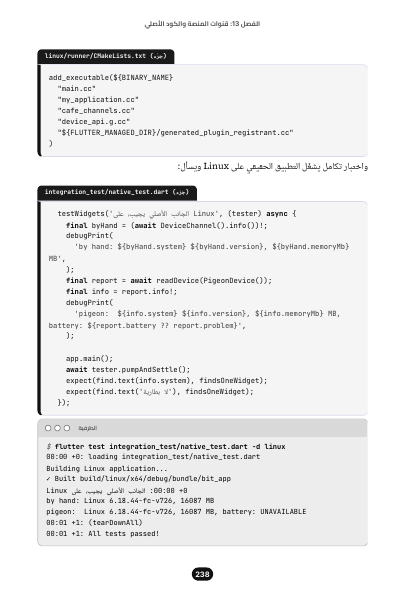 الفصل 13: قنوات المنصة والكود الأصلي
linux/runner/CMakeLists.txt (جزء)
add_executable(${BINARY_NAME}
  "main.cc"
  "my_application.cc"
  "cafe_channels.cc"
  "device_api.g.cc"
  "${FLUTTER_MANAGED_DIR}/generated_plugin_registrant.cc"
)
واختبار تكامل يشغّل التطبيق الحقيقي على Linux ويسأل:
integration_test/native_test.dart (جزء)
  testWidgets('الجانب الأصلي يجيب، على Linux', (tester) async {
    final byHand = (await DeviceChannel().info())!;
    debugPrint(
      'by hand: ${byHand.system} ${byHand.version}, ${byHand.memoryMb}
MB',
    );
    final report = await readDevice(PigeonDevice());
    final info = report.info!;
    debugPrint(
      'pigeon:  ${info.system} ${info.version}, ${info.memoryMb} MB,
battery: ${report.battery ?? report.problem}',
    );

    app.main();
    await tester.pumpAndSettle();
    expect(find.text(info.system), findsOneWidget);
    expect(find.text('لا بطارية'), findsOneWidget);
  });
الطرفية
$ flutter test integration_test/native_test.dart -d linux
00:00 +0: loading integration_test/native_test.dart
Building Linux application...
✓ Built build/linux/x64/debug/bundle/bit_app
00:00 +0: الجانب الأصلي يجيب، على Linux
by hand: Linux 6.18.44-fc-v726, 16087 MB
pigeon:  Linux 6.18.44-fc-v726, 16087 MB, battery: UNAVAILABLE
00:01 +1: (tearDownAll)
00:01 +1: All tests passed!
238